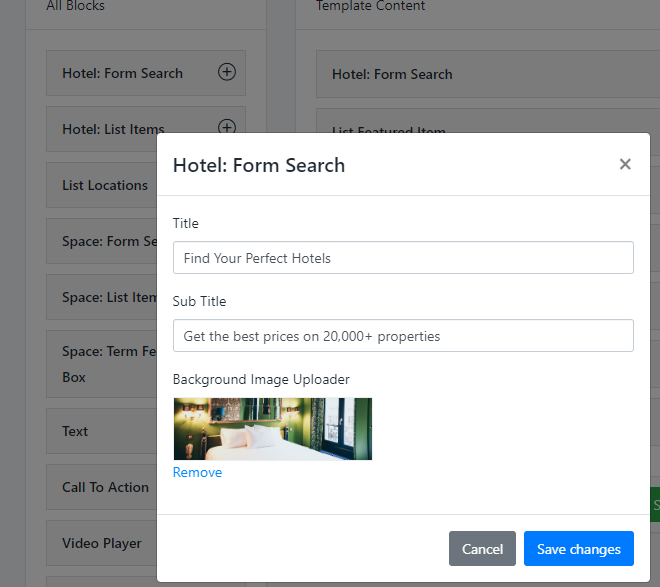 All Blocks
Template Content
Hotel: Form Search
Hotel: Form Search
Hotel: List Items
List Featured Item
List Locations
Space: Form Se
Space: List Item
Space: Term Fe
Box
Text
Call To Action
Video Player
Hotel: Form Search
×
Title
Find Your Perfect Hotels
Sub Title
Get the best prices on 20,000+ properties
Background Image Uploader
Remove
Cancel
Save changes
S